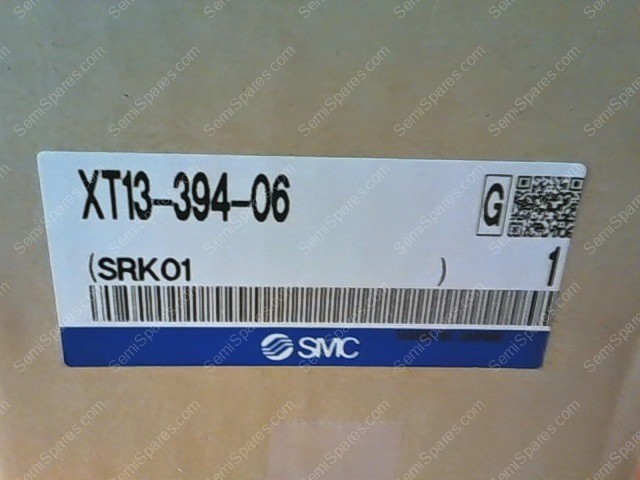 XT13-394-06
G
(SRK01 )
1
SMC
SemiSpares.com